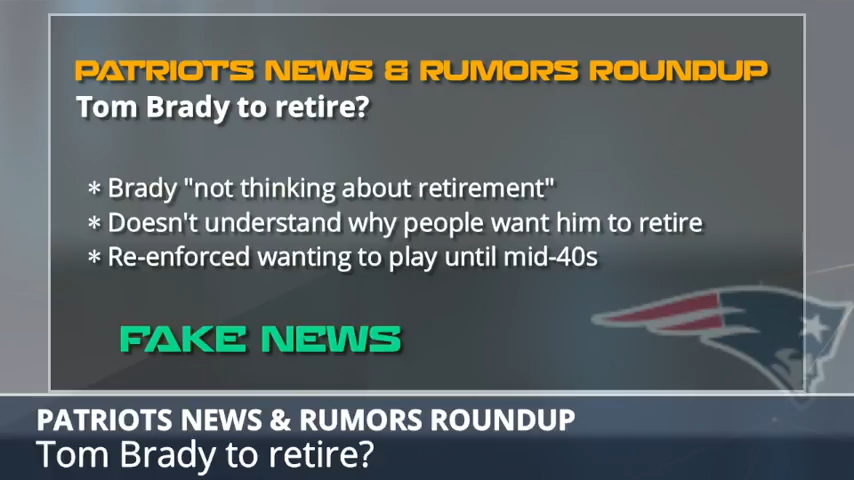 PATRIOTS NEWS & RUMORS ROUNDUP
Tom Brady to retire?
* Brady "not thinking about retirement"
* Doesn't understand why people want him to retire
* Re-enforced wanting to play until mid-40s
FAKE NEWS
PATRIOTS NEWS & RUMORS ROUNDUP
Tom Brady to retire?